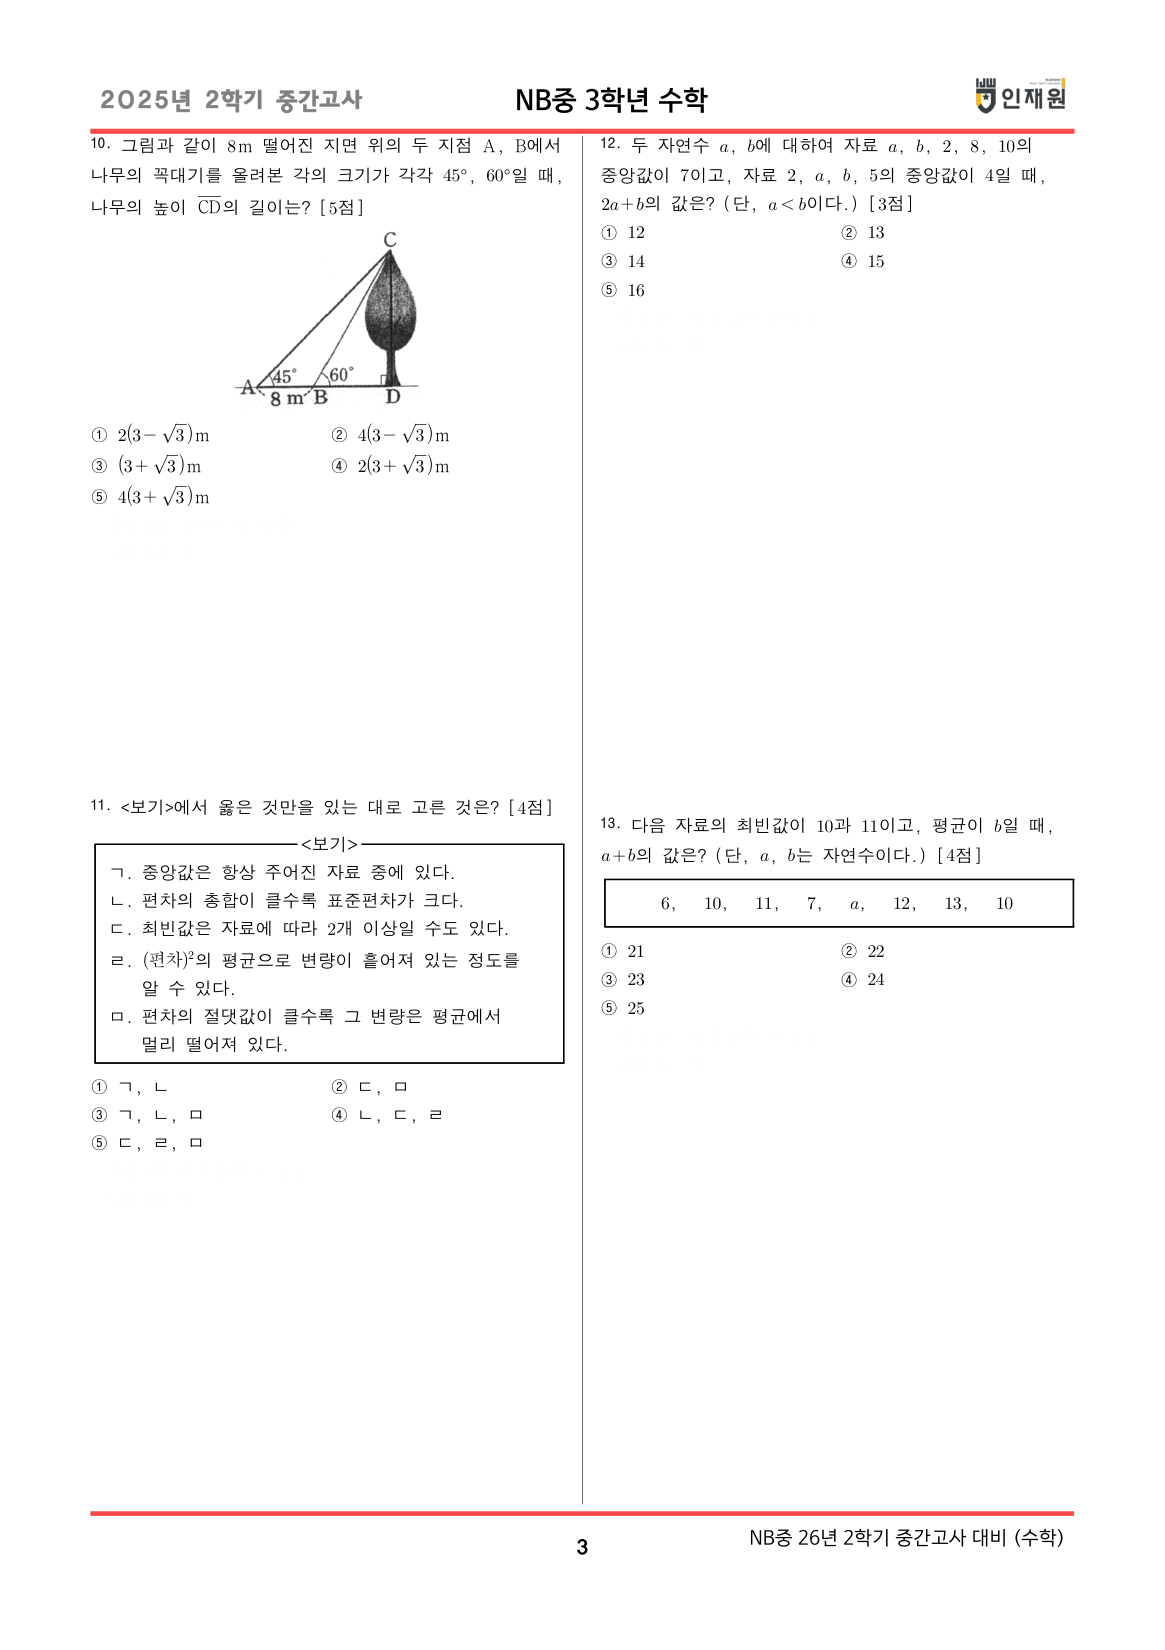 2025년 2학기 중간고사
NB중 3학년 수학
인재원
10. 그림과 같이 8m 떨어진 지면 위의 두 지점 A, B에서
나무의 꼭대기를 올려본 각의 크기가 각각 45°, 60°일 때,
나무의 높이 \overline{CD}의 길이는? [5점]
C
A
45°
60°
8 m
B
D
① 2(3-√3)m
② 4(3-√3)m
③ (3+√3)m
④ 2(3+√3)m
⑤ 4(3+√3)m
11. <보기>에서 옳은 것만을 있는 대로 고른 것은? [4점]
<보기>
ㄱ. 중앙값은 항상 주어진 자료 중에 있다.
ㄴ. 편차의 총합이 클수록 표준편차가 크다.
ㄷ. 최빈값은 자료에 따라 2개 이상일 수도 있다.
ㄹ. (편차)²의 평균으로 변량이 흩어져 있는 정도를
알 수 있다.
ㅁ. 편차의 절댓값이 클수록 그 변량은 평균에서
멀리 떨어져 있다.
① ㄱ, ㄴ
② ㄷ, ㅁ
③ ㄱ, ㄴ, ㅁ
④ ㄴ, ㄷ, ㄹ
⑤ ㄷ, ㄹ, ㅁ
12. 두 자연수 a, b에 대하여 자료 a, b, 2, 8, 10의
중앙값이 7이고, 자료 2, a, b, 5의 중앙값이 4일 때,
2a+b의 값은? (단, a<b이다.) [3점]
① 12
② 13
③ 14
④ 15
⑤ 16
13. 다음 자료의 최빈값이 10과 11이고, 평균이 b일 때,
a+b의 값은? (단, a, b는 자연수이다.) [4점]
6, 10, 11, 7, a, 12, 13, 10
① 21
② 22
③ 23
④ 24
⑤ 25
3
NB중 26년 2학기 중간고사 대비 (수학)